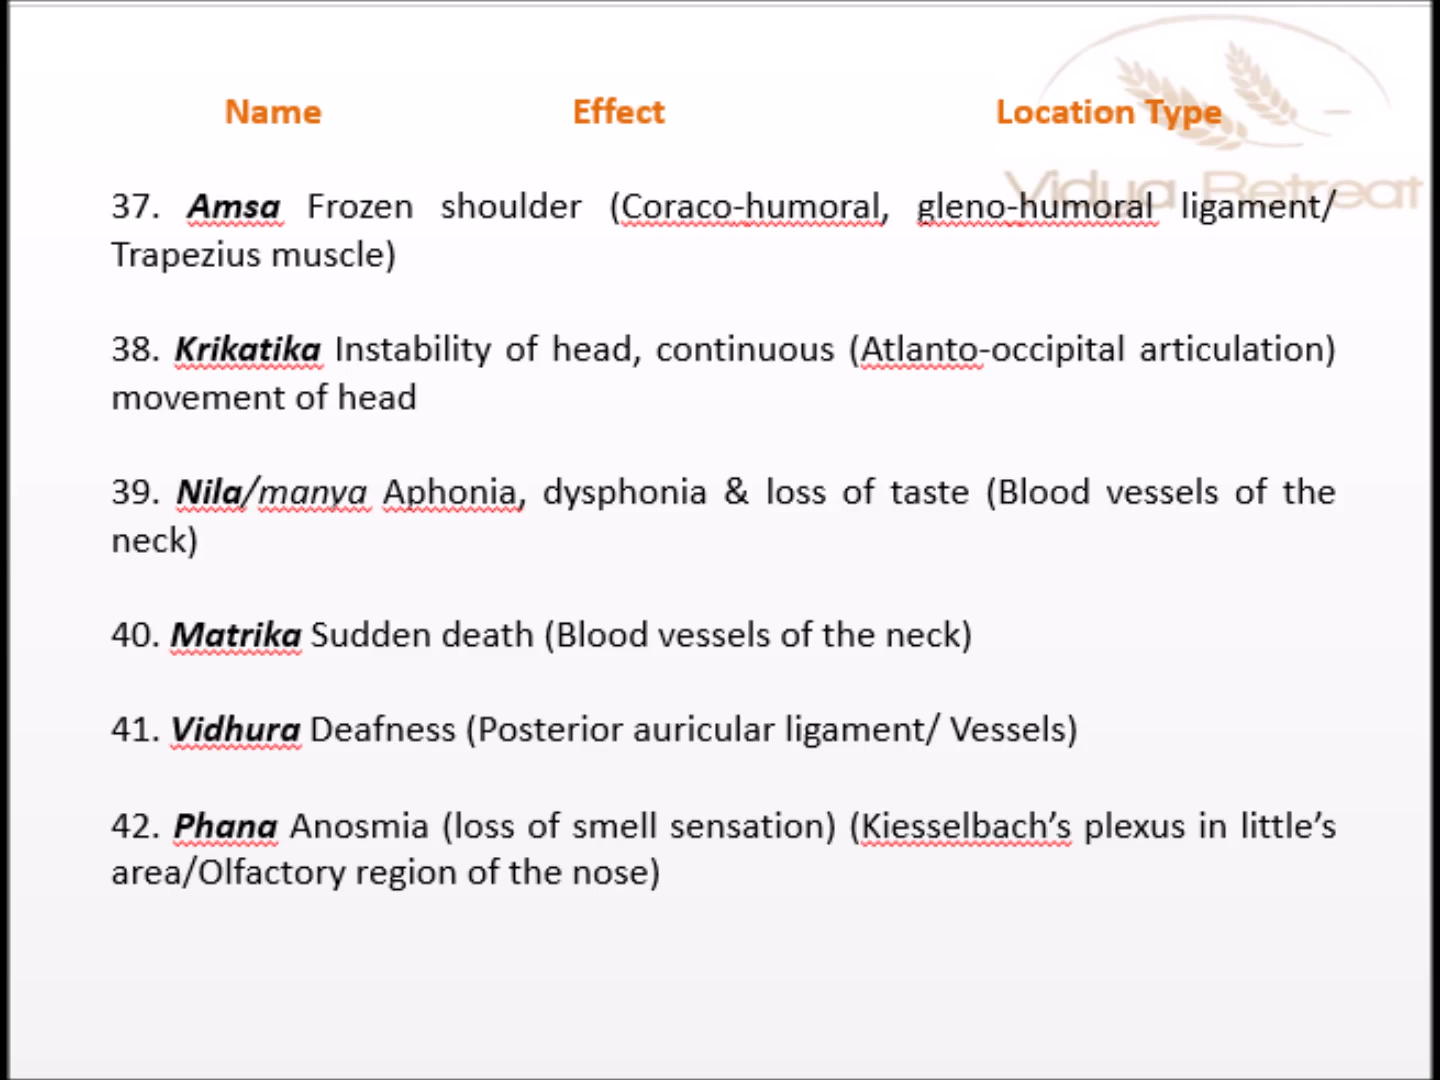 Name Effect Location Type
Vidya Retreat
37. Amsa Frozen shoulder (Coraco-humoral, gleno-humoral ligament/
Trapezius muscle)
38. Krikatika Instability of head, continuous (Atlanto-occipital articulation)
movement of head
39. Nila/manya Aphonia, dysphonia & loss of taste (Blood vessels of the
neck)
40. Matrika Sudden death (Blood vessels of the neck)
41. Vidhura Deafness (Posterior auricular ligament/ Vessels)
42. Phana Anosmia (loss of smell sensation) (Kiesselbach’s plexus in little’s
area/Olfactory region of the nose)